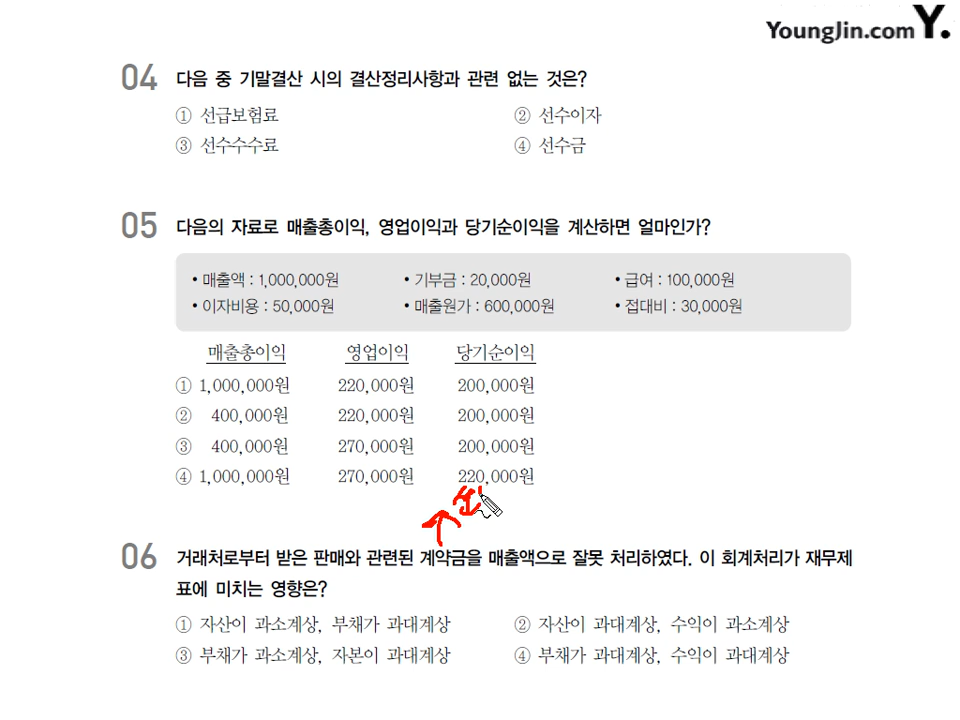 YoungJin.com Y.
04 다음 중 기말결산 시의 결산정리사항과 관련 없는 것은?
① 선급보험료 ② 선수이자
③ 선수수수료 ④ 선수금
05 다음의 자료로 매출총이익, 영업이익과 당기순이익을 계산하면 얼마인가?
• 매출액 : 1,000,000원 • 기부금 : 20,000원 • 급여 : 100,000원
• 이자비용 : 50,000원 • 매출원가 : 600,000원 • 접대비 : 30,000원
매출총이익 영업이익 당기순이익
① 1,000,000원 220,000원 200,000원
② 400,000원 220,000원 200,000원
③ 400,000원 270,000원 200,000원
④ 1,000,000원 270,000원 220,000원
06 거래처로부터 받은 판매와 관련된 계약금을 매출액으로 잘못 처리하였다. 이 회계처리가 재무제
표에 미치는 영향은?
① 자산이 과소계상, 부채가 과대계상 ② 자산이 과대계상, 수익이 과소계상
③ 부채가 과소계상, 자본이 과대계상 ④ 부채가 과대계상, 수익이 과대계상